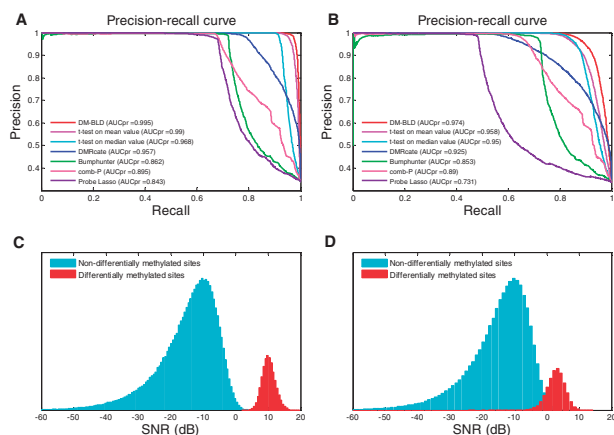 A
Precision-recall curve
Precision
1
0.9
0.8
0.7
0.6
0.5
0.4
DM-BLD (AUCpr =0.995)
t-test on mean value (AUCpr =0.99)
t-test on median value (AUCpr =0.968)
DMRcate (AUCpr =0.957)
Bumphunter (AUCpr =0.862)
comb-P (AUCpr =0.895)
Probe Lasso (AUCpr =0.843)
0 0.2 0.4 0.6 0.8 1
Recall
B
Precision-recall curve
Precision
1
0.9
0.8
0.7
0.6
0.5
0.4
DM-BLD (AUCpr =0.974)
t-test on mean value (AUCpr =0.958)
t-test on median value (AUCpr =0.95)
DMRcate (AUCpr=0.925)
Bumphunter (AUCpr =0.853)
comb-P (AUCpr =0.89)
Probe Lasso (AUCpr =0.731)
0 0.2 0.4 0.6 0.8 1
Recall
C
Non-differentially methylated sites
Differentially methylated sites
-60 -50 -40 -30 -20 -10 0 10 20
SNR (dB)
D
Non-differentially methylated sites
Differentially methylated sites
-60 -50 -40 -30 -20 -10 0 10 20
SNR (dB)